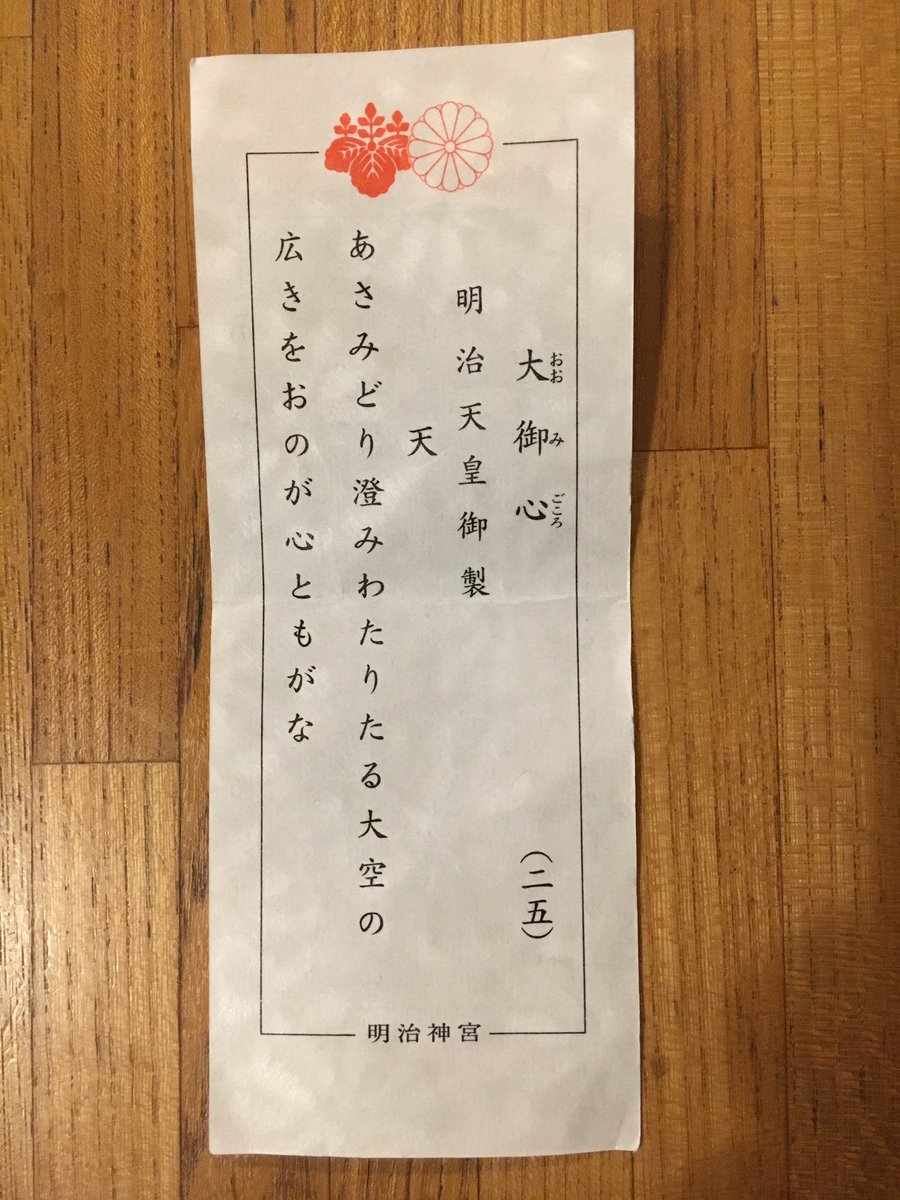 大御心 (二五)
おおみごころ
明治天皇御製
天
あさみどり澄みわたりたる大空の
広きをおのが心ともがな
明治神宮